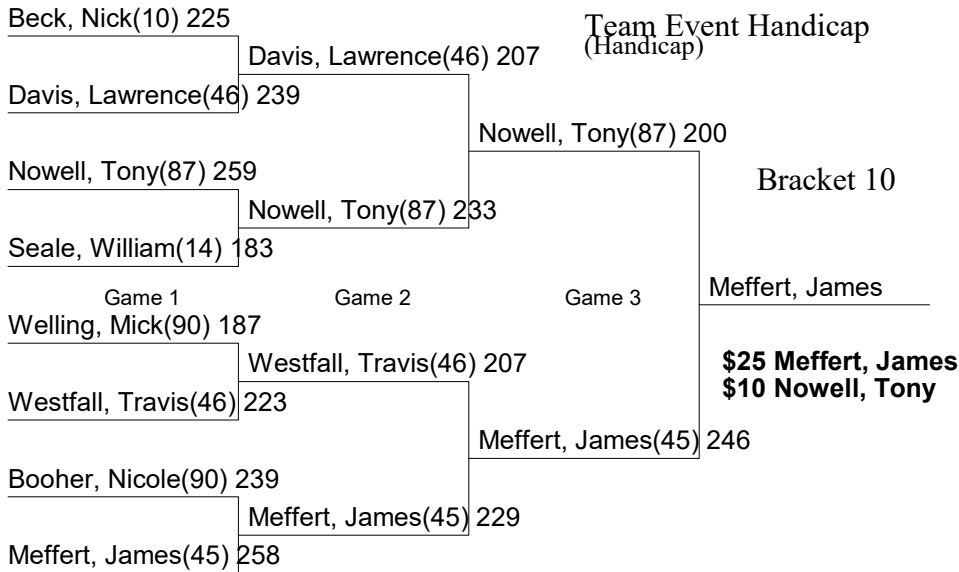 Beck, Nick(10) 225
Team Event Handicap
(Handicap)
Davis, Lawrence(46) 207
Davis, Lawrence(46) 239
Nowell, Tony(87) 200
Nowell, Tony(87) 259
Bracket 10
Nowell, Tony(87) 233
Seale, William(14) 183
Game 1 Game 2 Game 3
Meffert, James
Welling, Mick(90) 187
Westfall, Travis(46) 207
$25 Meffert, James
$10 Nowell, Tony
Westfall, Travis(46) 223
Meffert, James(45) 246
Booher, Nicole(90) 239
Meffert, James(45) 229
Meffert, James(45) 258